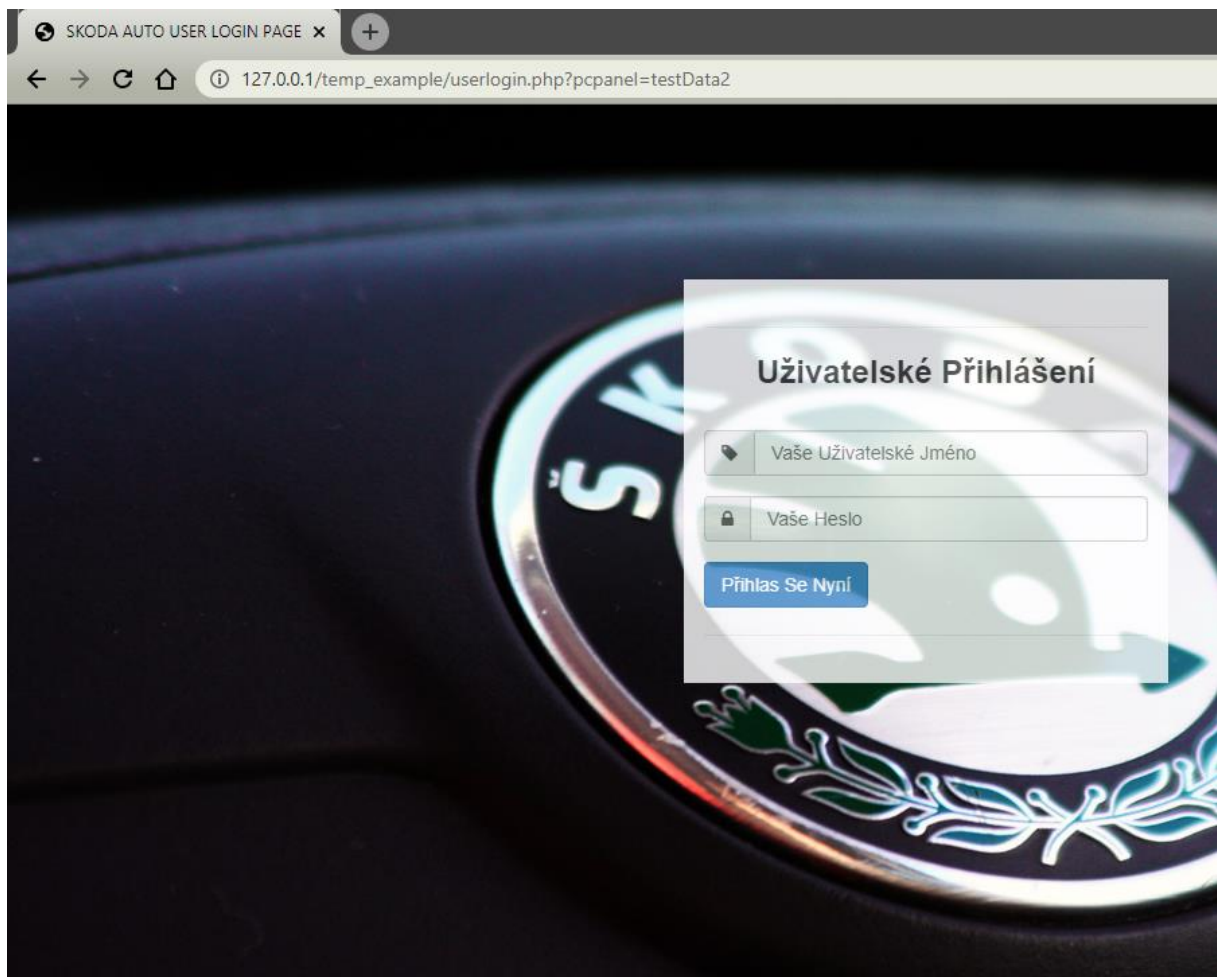 SKODA AUTO USER LOGIN PAGE
127.0.0.1/temp_example/userlogin.php?pcpanel=testData2
Uživatelské Přihlášení
Vaše Uživatelské Jméno
Vaše Heslo
Přihlas Se Nyní
ŠKODA